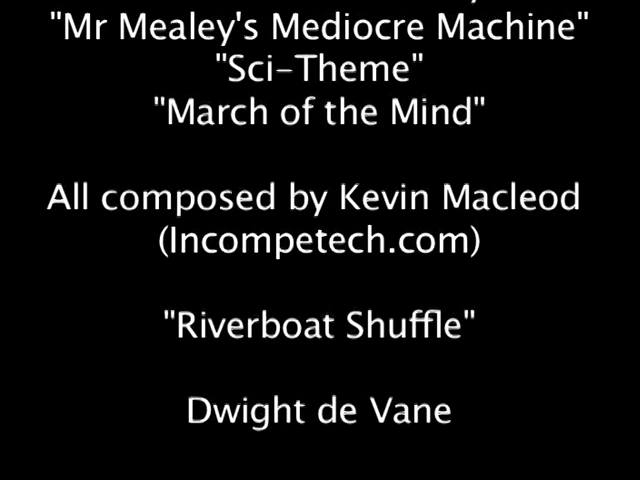 "Mr Mealey's Mediocre Machine"
"Sci-Theme"
"March of the Mind"
All composed by Kevin Macleod
(Incompetech.com)
"Riverboat Shuffle"
Dwight de Vane